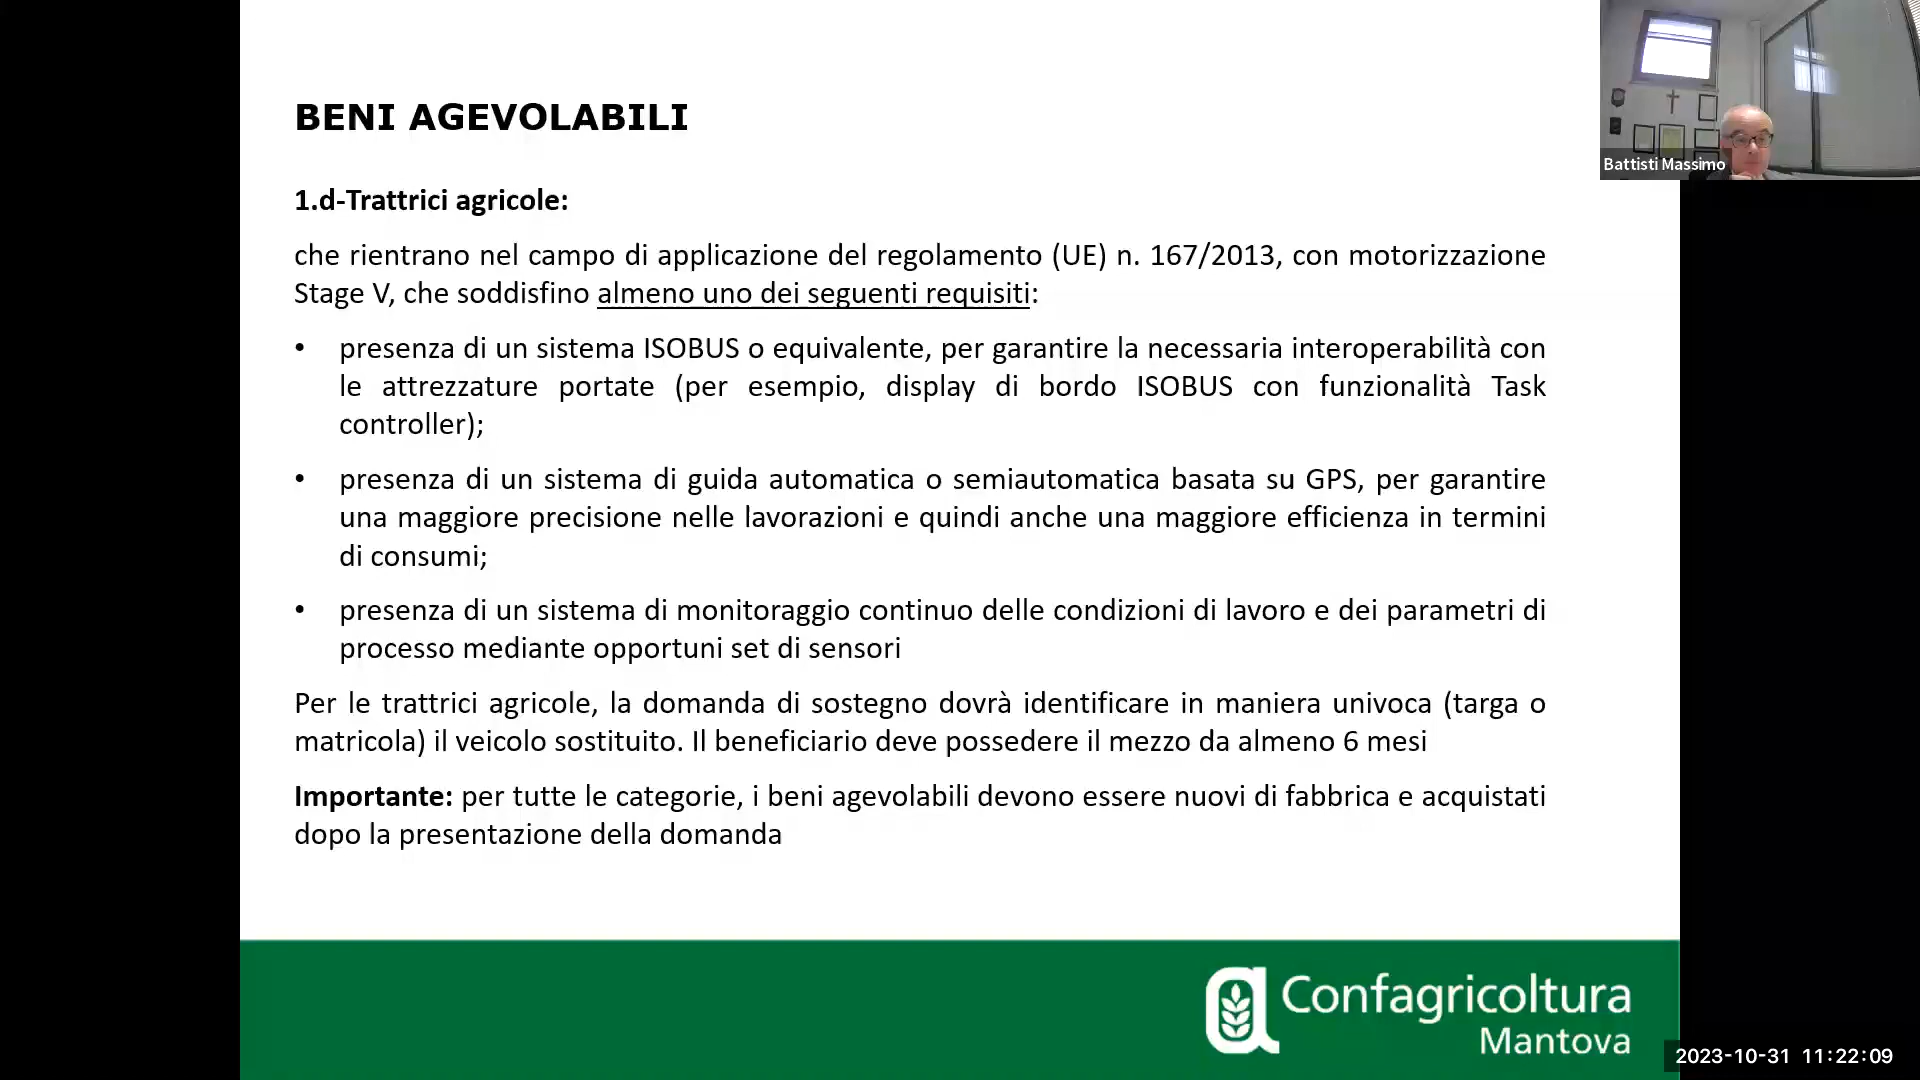 BENI AGEVOLABILI
Battisti Massimo
1.d-Trattrici agricole:
che rientrano nel campo di applicazione del regolamento (UE) n. 167/2013, con motorizzazione
Stage V, che soddisfino almeno uno dei seguenti requisiti:
• presenza di un sistema ISOBUS o equivalente, per garantire la necessaria interoperabilità con
le attrezzature portate (per esempio, display di bordo ISOBUS con funzionalità Task
controller);
• presenza di un sistema di guida automatica o semiautomatica basata su GPS, per garantire
una maggiore precisione nelle lavorazioni e quindi anche una maggiore efficienza in termini
di consumi;
• presenza di un sistema di monitoraggio continuo delle condizioni di lavoro e dei parametri di
processo mediante opportuni set di sensori
Per le trattrici agricole, la domanda di sostegno dovrà identificare in maniera univoca (targa o
matricola) il veicolo sostituito. Il beneficiario deve possedere il mezzo da almeno 6 mesi
Importante: per tutte le categorie, i beni agevolabili devono essere nuovi di fabbrica e acquistati
dopo la presentazione della domanda
Confagricoltura
Mantova
2023-10-31 11:22:09